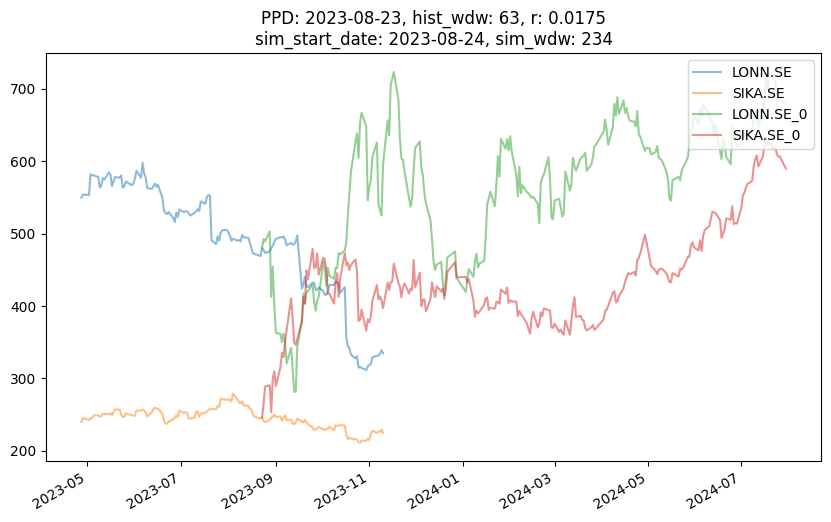 PPD: 2023-08-23, hist_wdw: 63, r: 0.0175
sim_start_date: 2023-08-24, sim_wdw: 234
LONN.SE
SIKA.SE
LONN.SE_0
SIKA.SE_0
700
600
500
400
300
200
2023-05
2023-07
2023-09
2023-11
2024-01
2024-03
2024-05
2024-07